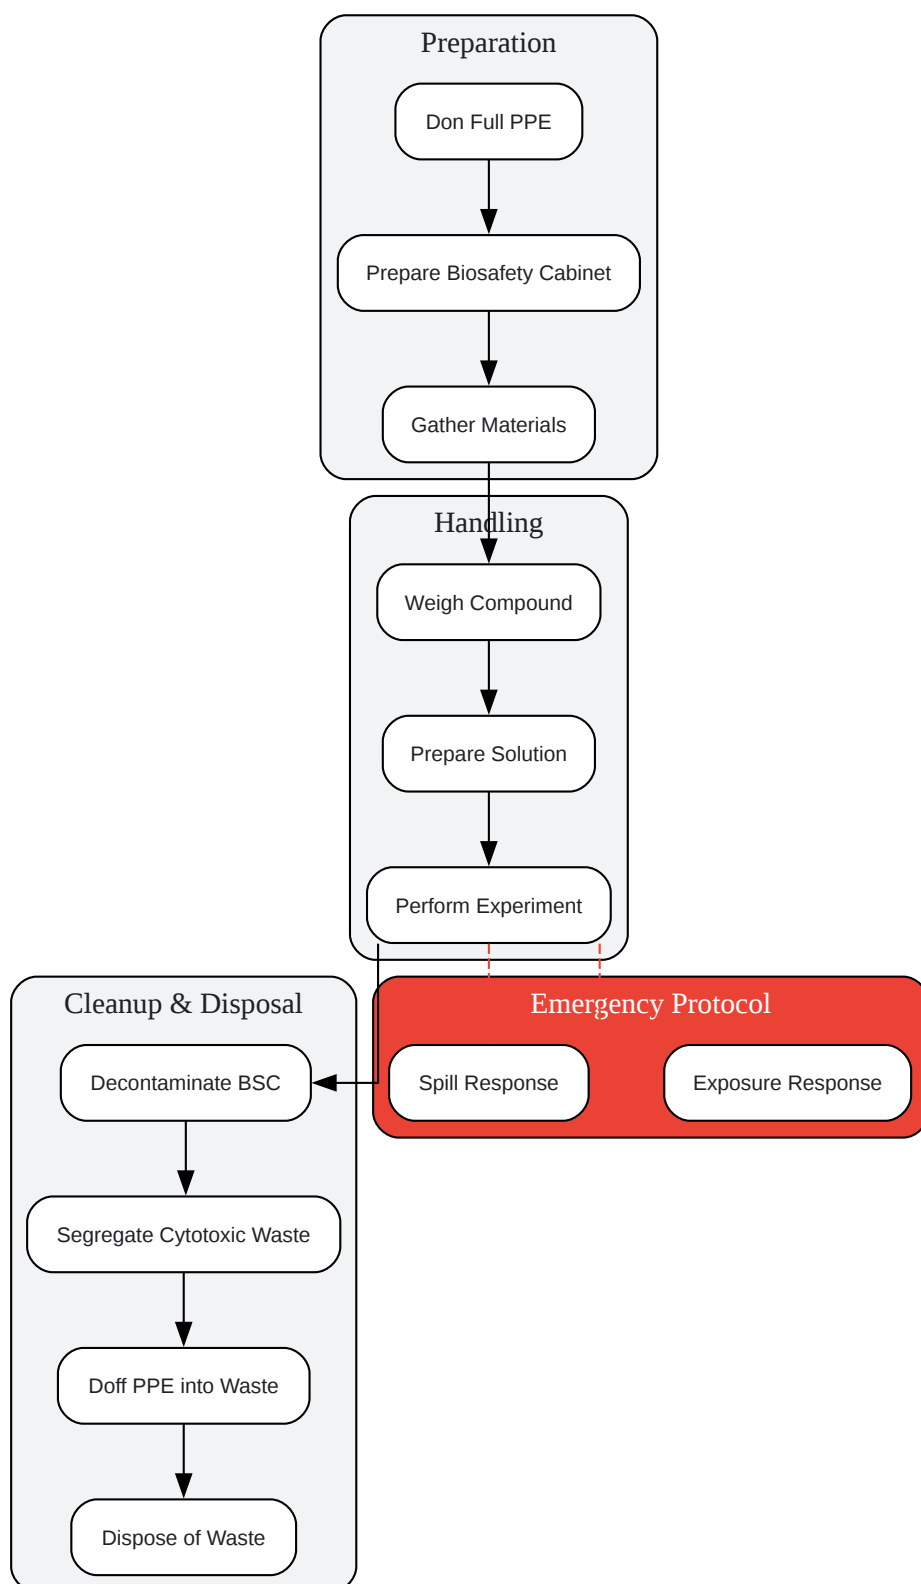 Preparation
Don Full PPE
Prepare Biosafety Cabinet
Gather Materials
Handling
Weigh Compound
Prepare Solution
Perform Experiment
Cleanup & Disposal
Decontaminate BSC
Segregate Cytotoxic Waste
Doff PPE into Waste
Dispose of Waste
Emergency Protocol
Spill Response
Exposure Response